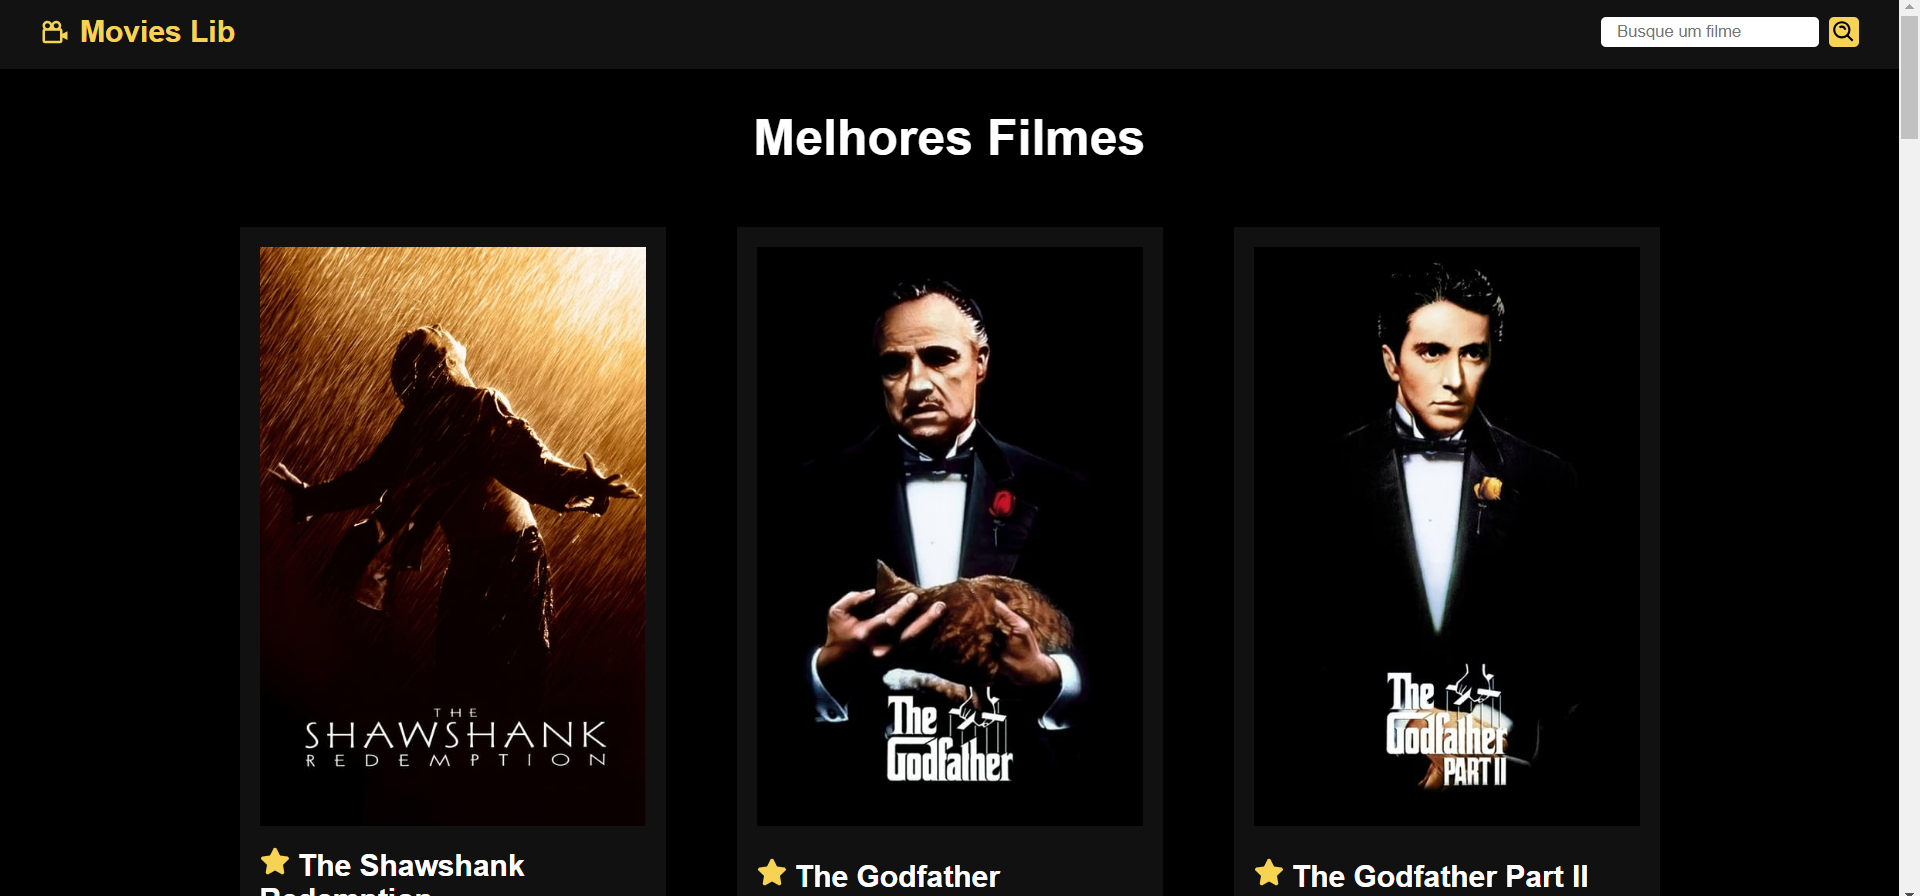 Movies Lib
Busque um filme
Melhores Filmes
THE
SHAWSHANK
REDEMPTION
The
Godfather
The
Godfather
PART II
The Shawshank
Redemption
The Godfather
The Godfather Part II